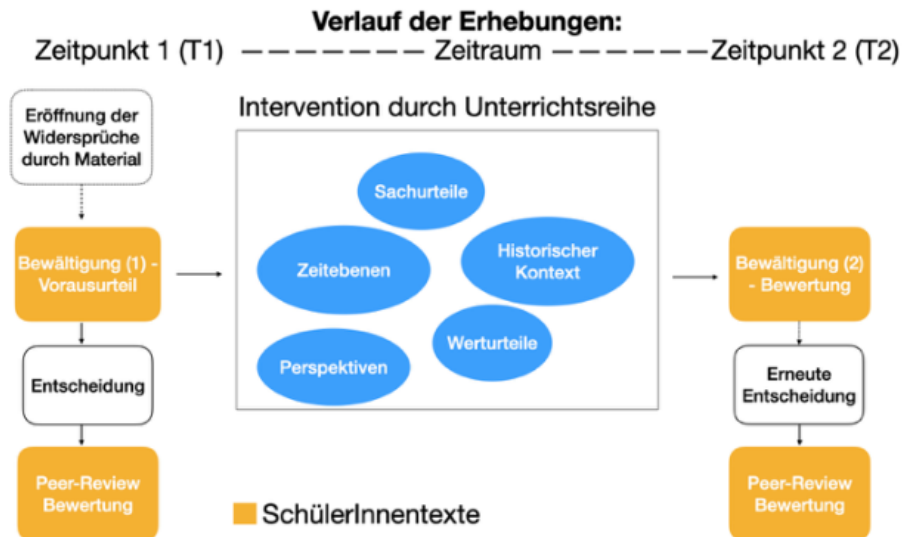 Verlauf der Erhebungen:
Zeitpunkt 1 (T1) — — — — — — — Zeitraum — — — — — — Zeitpunkt 2 (T2)
Eröffnung der
Widersprüche
durch Material
Bewältigung (1) -
Vorausurteil
Entscheidung
Peer-Review
Bewertung
Intervention durch Unterrichtsreihe
Sachurteile
Zeitebenen
Historischer
Kontext
Werturteile
Perspektiven
Bewältigung (2)
- Bewertung
Erneute
Entscheidung
Peer-Review
Bewertung
SchülerInnentexte